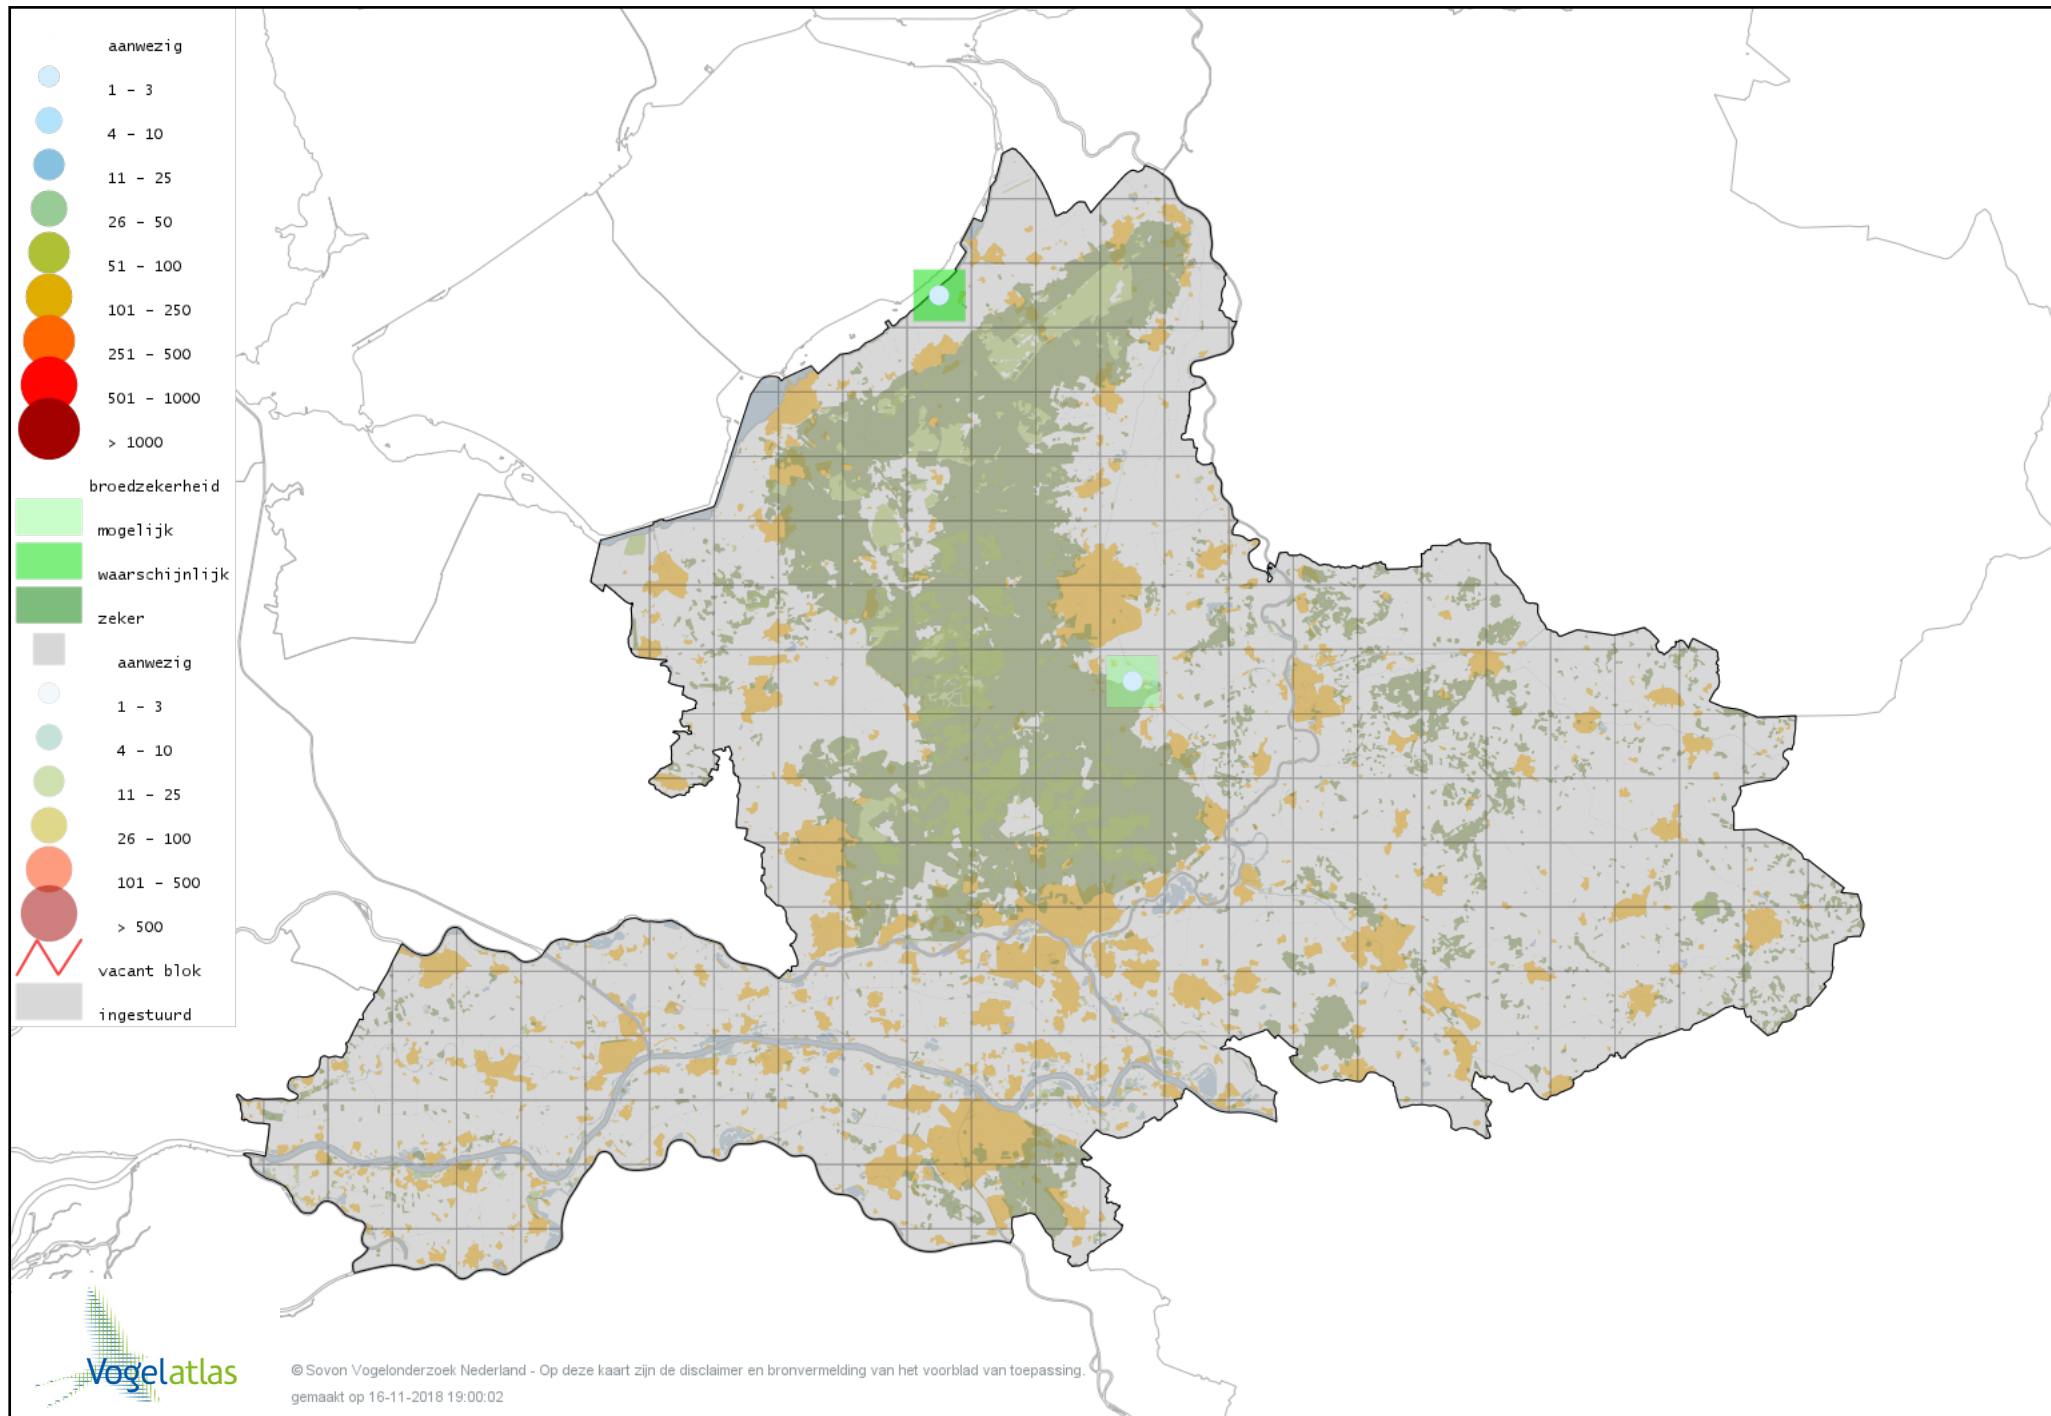 aanwezig
1 - 3
4 - 10
11 - 25
26 - 50
51 - 100
101 - 250
251 - 500
501 - 1000
> 1000
broedzekerheid
mogelijk
waarschijnlijk
zeker
aanwezig
1 - 3
4 - 10
11 - 25
26 - 100
101 - 500
> 500
vacant blok
ingestuurd
Vogelatlas
© Sovon Vogelonderzoek Nederland - Op deze kaart zijn de disclaimer en bronvermelding van het voorblad van toepassing.
gemaakt op 16-11-2018 19:00:02